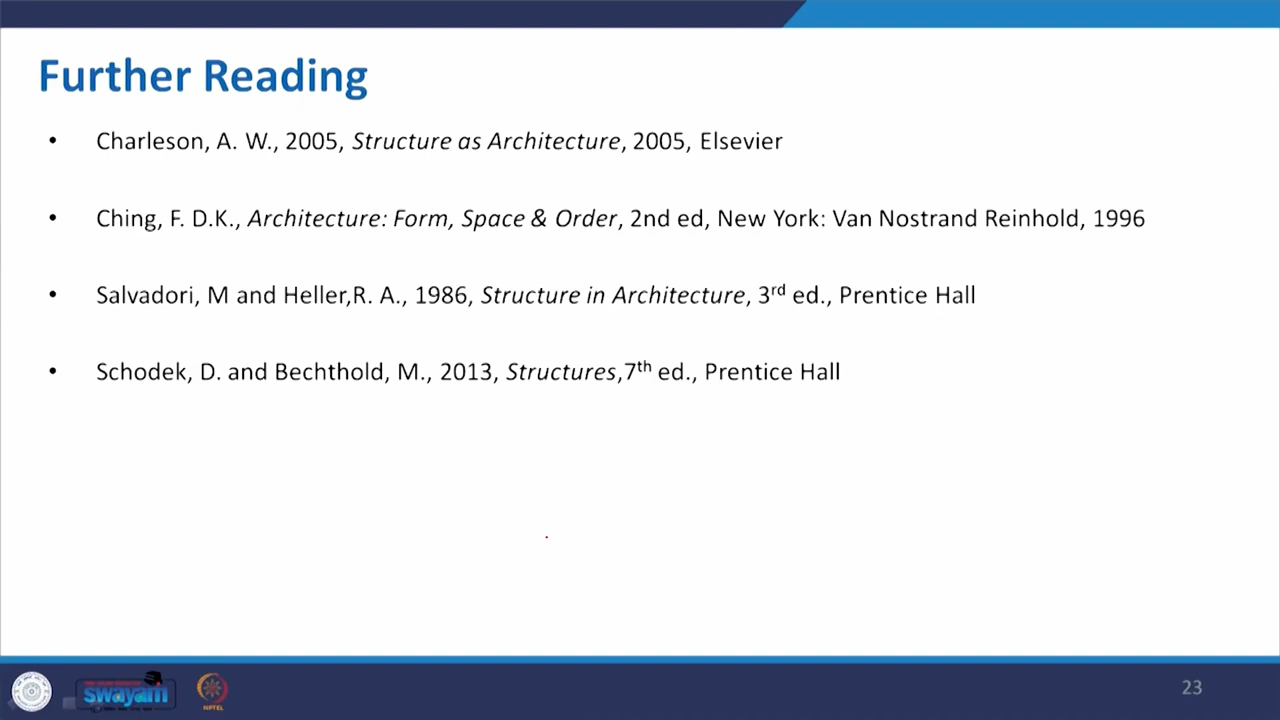 Further Reading
• Charleson, A. W., 2005, Structure as Architecture, 2005, Elsevier
• Ching, F. D.K., Architecture: Form, Space & Order, 2nd ed, New York: Van Nostrand Reinhold, 1996
• Salvadori, M and Heller,R. A., 1986, Structure in Architecture, 3rd ed., Prentice Hall
• Schodek, D. and Bechthold, M., 2013, Structures,7th ed., Prentice Hall
swayam
NPTEL
23